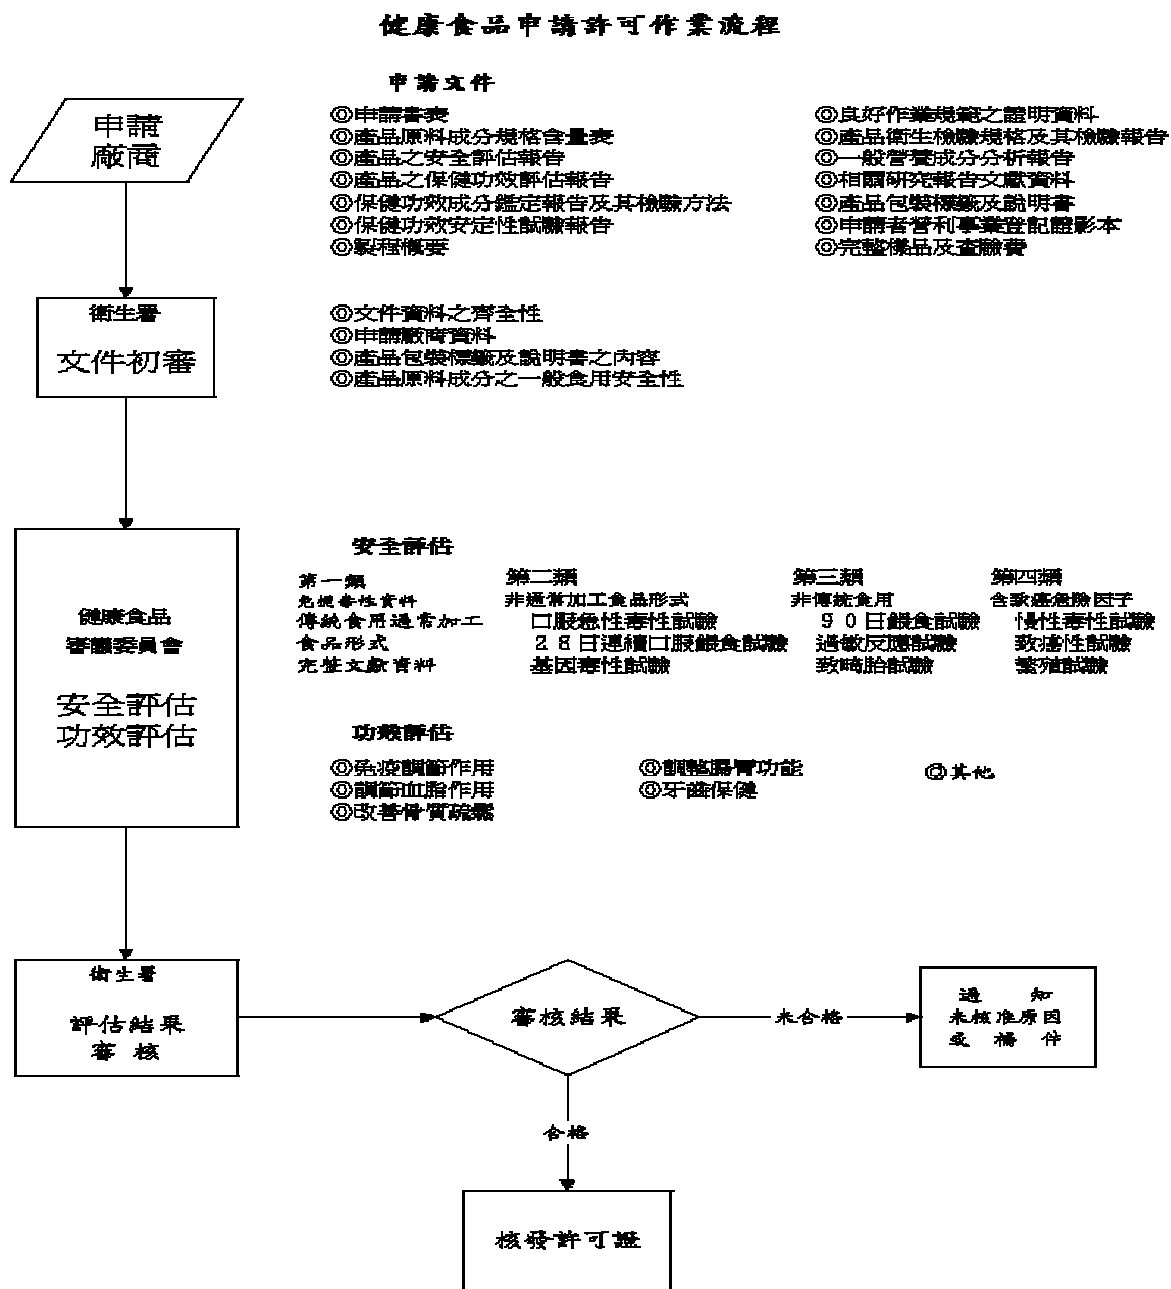 健康食品申請許可作業流程
申請文件
申請
廠商
◎申請書表
◎產品原料成分規格含量表
◎產品之安全評估報告
◎產品之保健功效評估報告
◎保健功效成分鑑定報告及其檢驗方法
◎保健功效安定性試驗報告
◎製程概要
◎良好作業規範之證明資料
◎產品衛生檢驗規格及其檢驗報告
◎一般營養成分分析報告
◎相關研究報告文獻資料
◎產品包裝標籤及說明書
◎申請者營利事業登記證影本
◎完整樣品及查驗費
衛生署
文件初審
◎文件資料之齊全性
◎申請廠商資料
◎產品包裝標籤及說明書之內容
◎產品原料成分之一般食用安全性
健康食品
審議委員會
安全評估
功效評估
安全評估
第一類
免提毒性資料
傳統食用通常加工
食品形式
完整文獻資料
第二類
非通常加工食品形式
口服急性毒性試驗
28日連續口服餵食試驗
基因毒性試驗
第三類
非傳統食用
90日餵食試驗
過敏反應試驗
致畸胎試驗
第四類
含致癌危險因子
慢性毒性試驗
致癌性試驗
繁殖試驗
功效評估
◎免疫調節作用
◎調節血脂作用
◎改善骨質疏鬆
◎調整腸胃功能
◎牙齒保健
◎其他
衛生署
評估結果
審核
審核結果
未合格
通知
未核准原因
或補件
合格
核發許可證